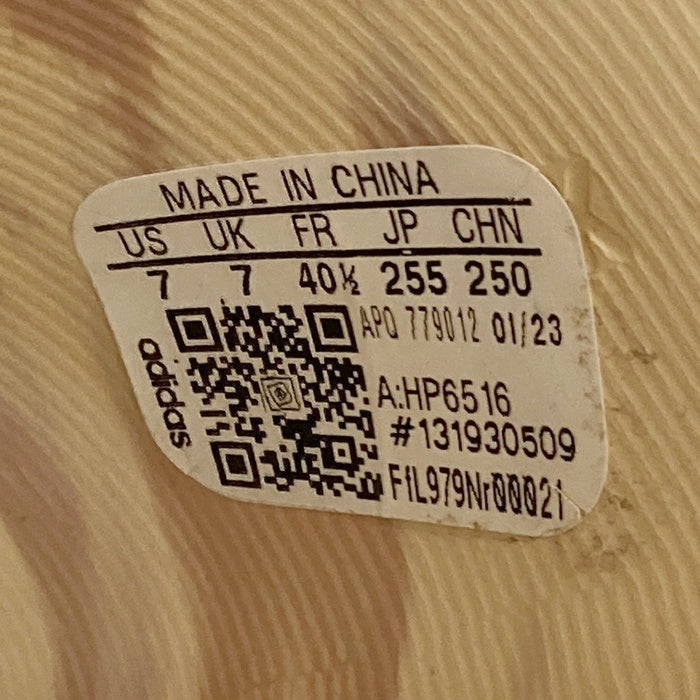 MADE IN CHINA
US UK FR JP CHN
7 7 40½ 255 250
APQ 779012 01/23
adidas
A:HP6516
#131930509